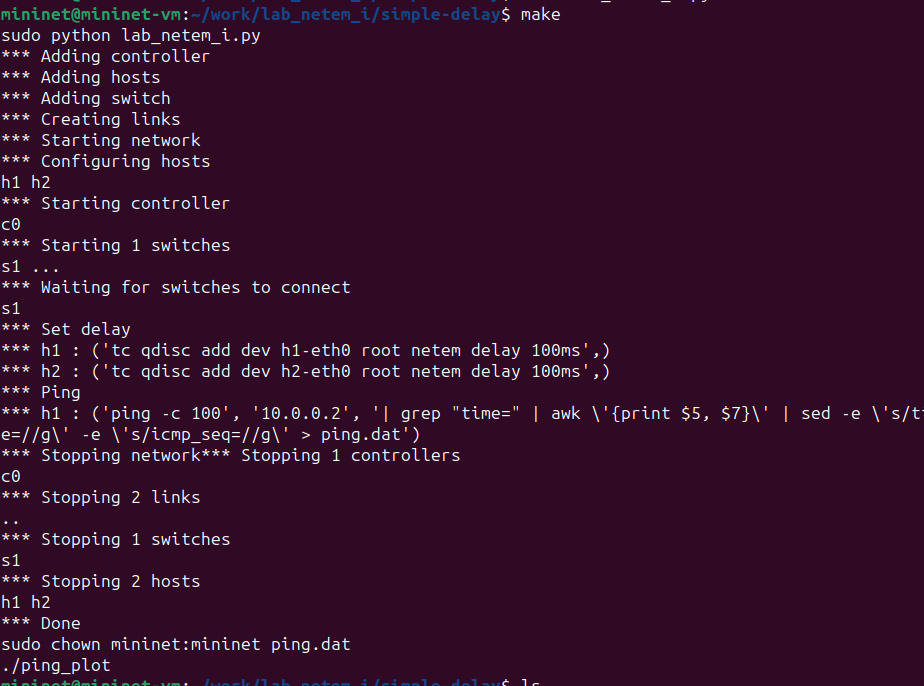 mininet@mininet-vm:~/work/lab_netem_i/simple-delay$ make
sudo python lab_netem_i.py
*** Adding controller
*** Adding hosts
*** Adding switch
*** Creating links
*** Starting network
*** Configuring hosts
h1 h2
*** Starting controller
c0
*** Starting 1 switches
s1 ...
*** Waiting for switches to connect
s1
*** Set delay
*** h1 : ('tc qdisc add dev h1-eth0 root netem delay 100ms',)
*** h2 : ('tc qdisc add dev h2-eth0 root netem delay 100ms',)
*** Ping
*** h1 : ('ping -c 100', '10.0.0.2', '| grep "time=" | awk \'{print $5, $7}\' | sed -e \'s/t
e=//g\' -e \'s/icmp_seq=//g\' > ping.dat')
*** Stopping network*** Stopping 1 controllers
c0
*** Stopping 2 links
..
*** Stopping 1 switches
s1
*** Stopping 2 hosts
h1 h2
*** Done
sudo chown mininet:mininet ping.dat
./ping_plot
mininet@mininet-vm:~/work/lab_netem_i/simple-delay$ ls